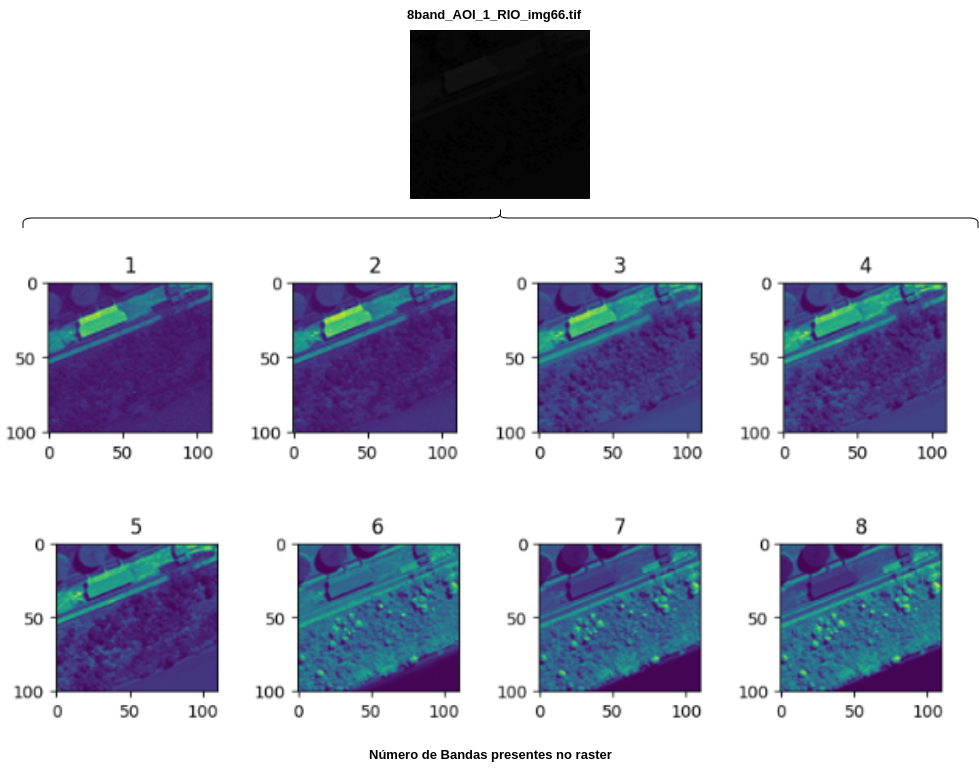 8band_AOI_1_RIO_img66.tif
1 2 3 4
0 0 0 0
50 50 50 50
100 100 100 100
0 50 100 0 50 100 0 50 100 0 50 100
5 6 7 8
0 0 0 0
50 50 50 50
100 100 100 100
0 50 100 0 50 100 0 50 100 0 50 100
Número de Bandas presentes no raster